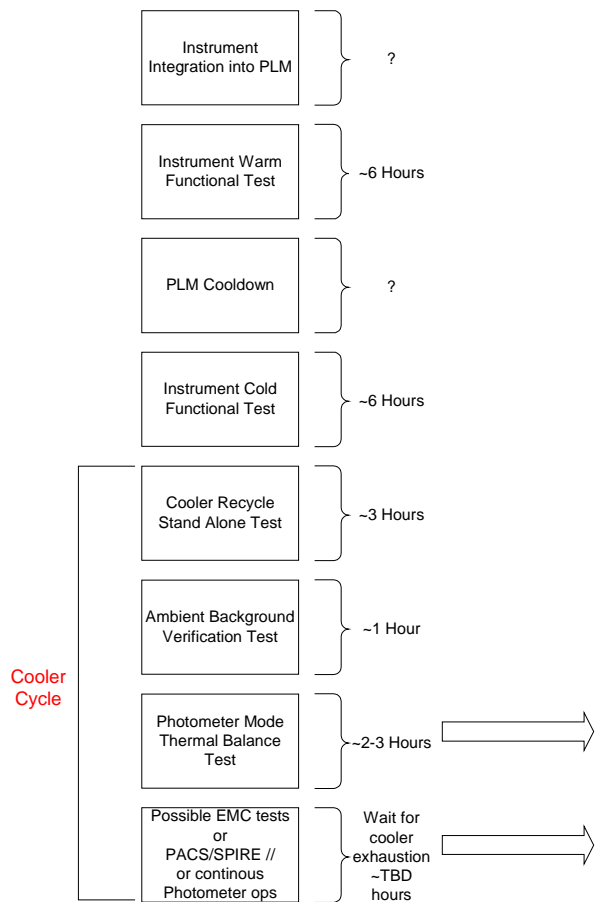 Instrument
Integration into PLM
?
Instrument Warm
Functional Test
~6 Hours
PLM Cooldown
?
Instrument Cold
Functional Test
~6 Hours
Cooler Recycle
Stand Alone Test
~3 Hours
Ambient Background
Verification Test
~1 Hour
Cooler
Cycle
Photometer Mode
Thermal Balance
Test
~2-3 Hours
Possible EMC tests
or
PACS/SPIRE //
or continous
Photometer ops
Wait for
cooler
exhaustion
~TBD
hours